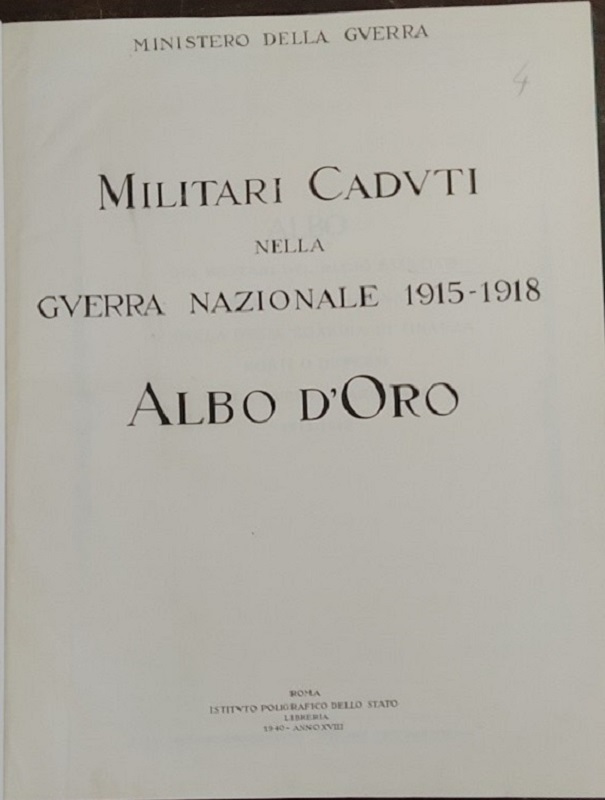 MINISTERO DELLA GVERRA
4
MILITARI CADVTI
NELLA
GVERRA NAZIONALE 1915-1918
ALBO D'ORO
ROMA
ISTITVTO POLIGRAFICO DELLO STATO
LIBRERIA
1940 - ANNO XVIII